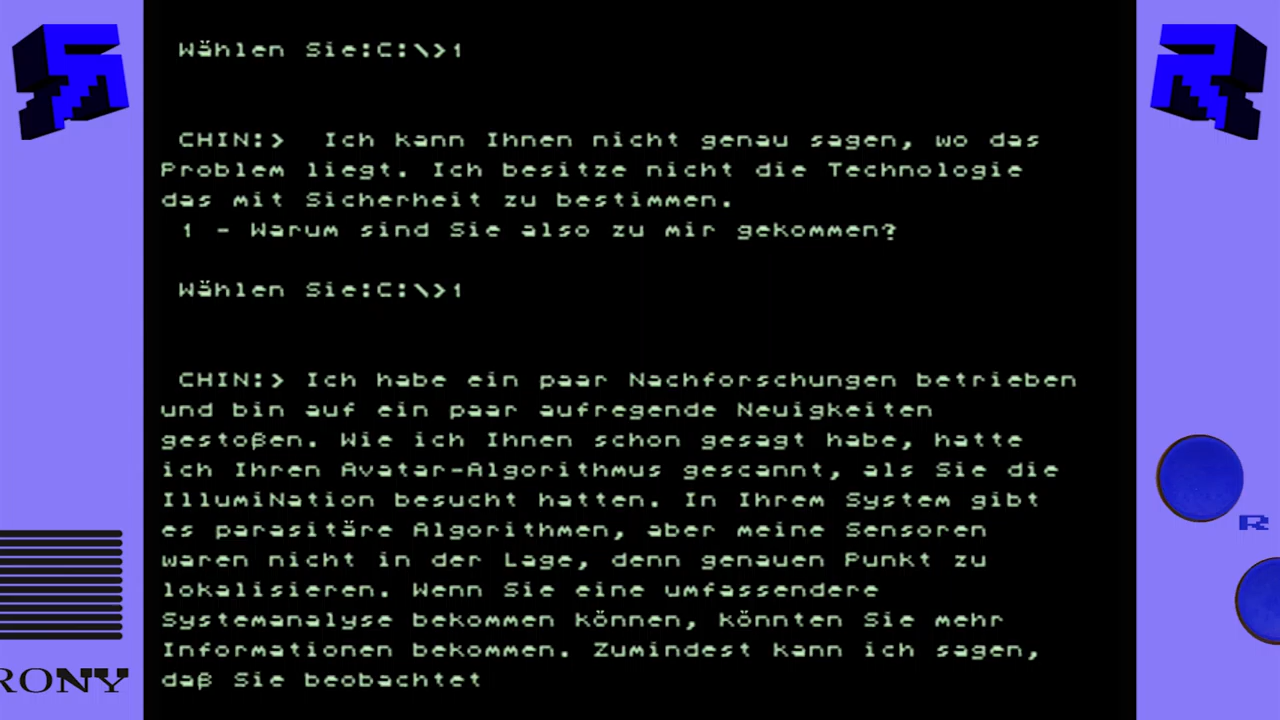 Wählen Sie:C:\>1
CHIN:> Ich kann Ihnen nicht genau sagen, wo das
Problem liegt. Ich besitze nicht die Technologie
das mit Sicherheit zu bestimmen.
1 - Warum sind Sie also zu mir gekommen?
Wählen Sie:C:\>1
CHIN:> Ich habe ein paar Nachforschungen betrieben
und bin auf ein paar aufregende Neuigkeiten
gestoßen. Wie ich Ihnen schon gesagt habe, hatte
ich Ihren Avatar-Algorithmus gescannt, als Sie die
IllumiNation besucht hatten. In Ihrem System gibt
es parasitäre Algorithmen, aber meine Sensoren
waren nicht in der Lage, denn genauen Punkt zu
lokalisieren. Wenn Sie eine umfassendere
Systemanalyse bekommen können, könnten Sie mehr
Informationen bekommen. Zumindest kann ich sagen,
daß Sie beobachtet
R
RONY